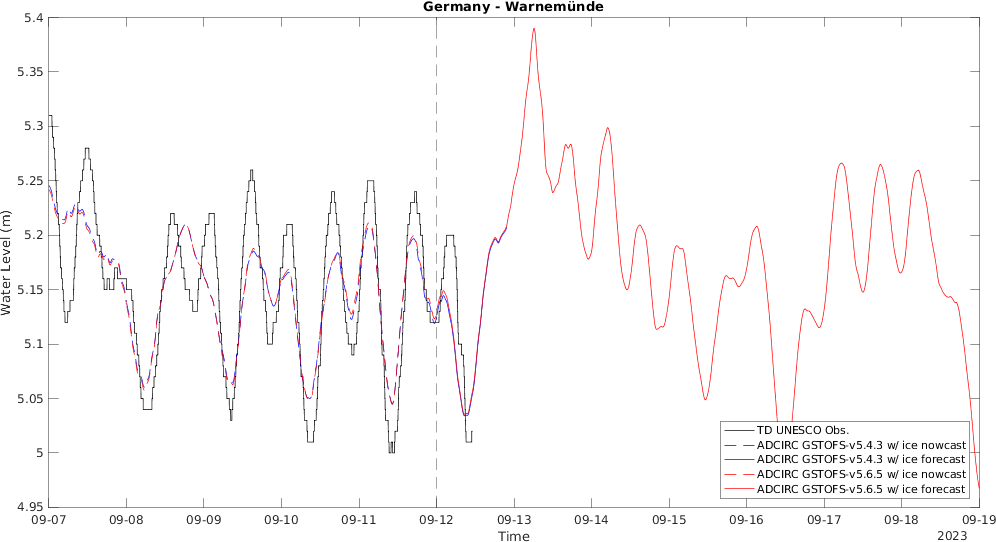 Germany - Warnemünde
5.4
5.35
5.3
5.25
5.2
5.15
5.1
5.05
5
4.95
Water Level (m)
TD UNESCO Obs.
ADCIRC GSTOFS-v5.4.3 w/ ice nowcast
ADCIRC GSTOFS-v5.4.3 w/ ice forecast
ADCIRC GSTOFS-v5.6.5 w/ ice nowcast
ADCIRC GSTOFS-v5.6.5 w/ ice forecast
09-07 09-08 09-09 09-10 09-11 09-12 09-13 09-14 09-15 09-16 09-17 09-18 09-19
Time
2023